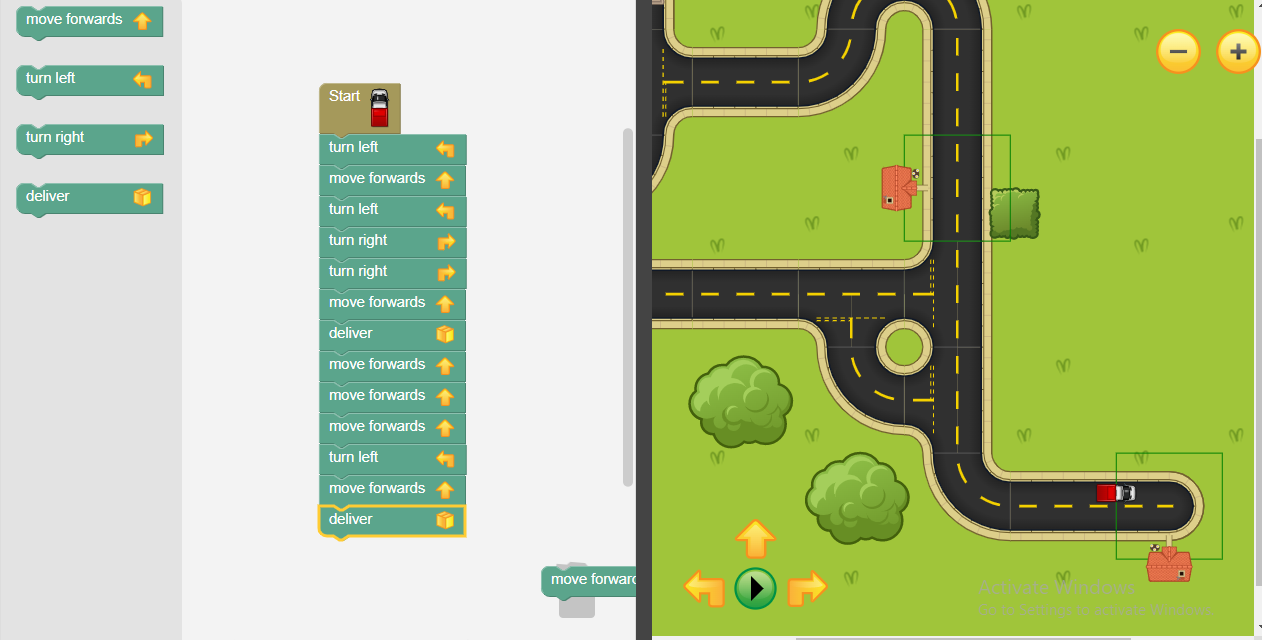 move forwards
turn left
turn right
deliver
Start
turn left
move forwards
turn left
turn right
turn right
move forwards
deliver
move forwards
move forwards
move forwards
turn left
move forwards
deliver
move forward
Activate Windows
Go to Settings to activate Windows.